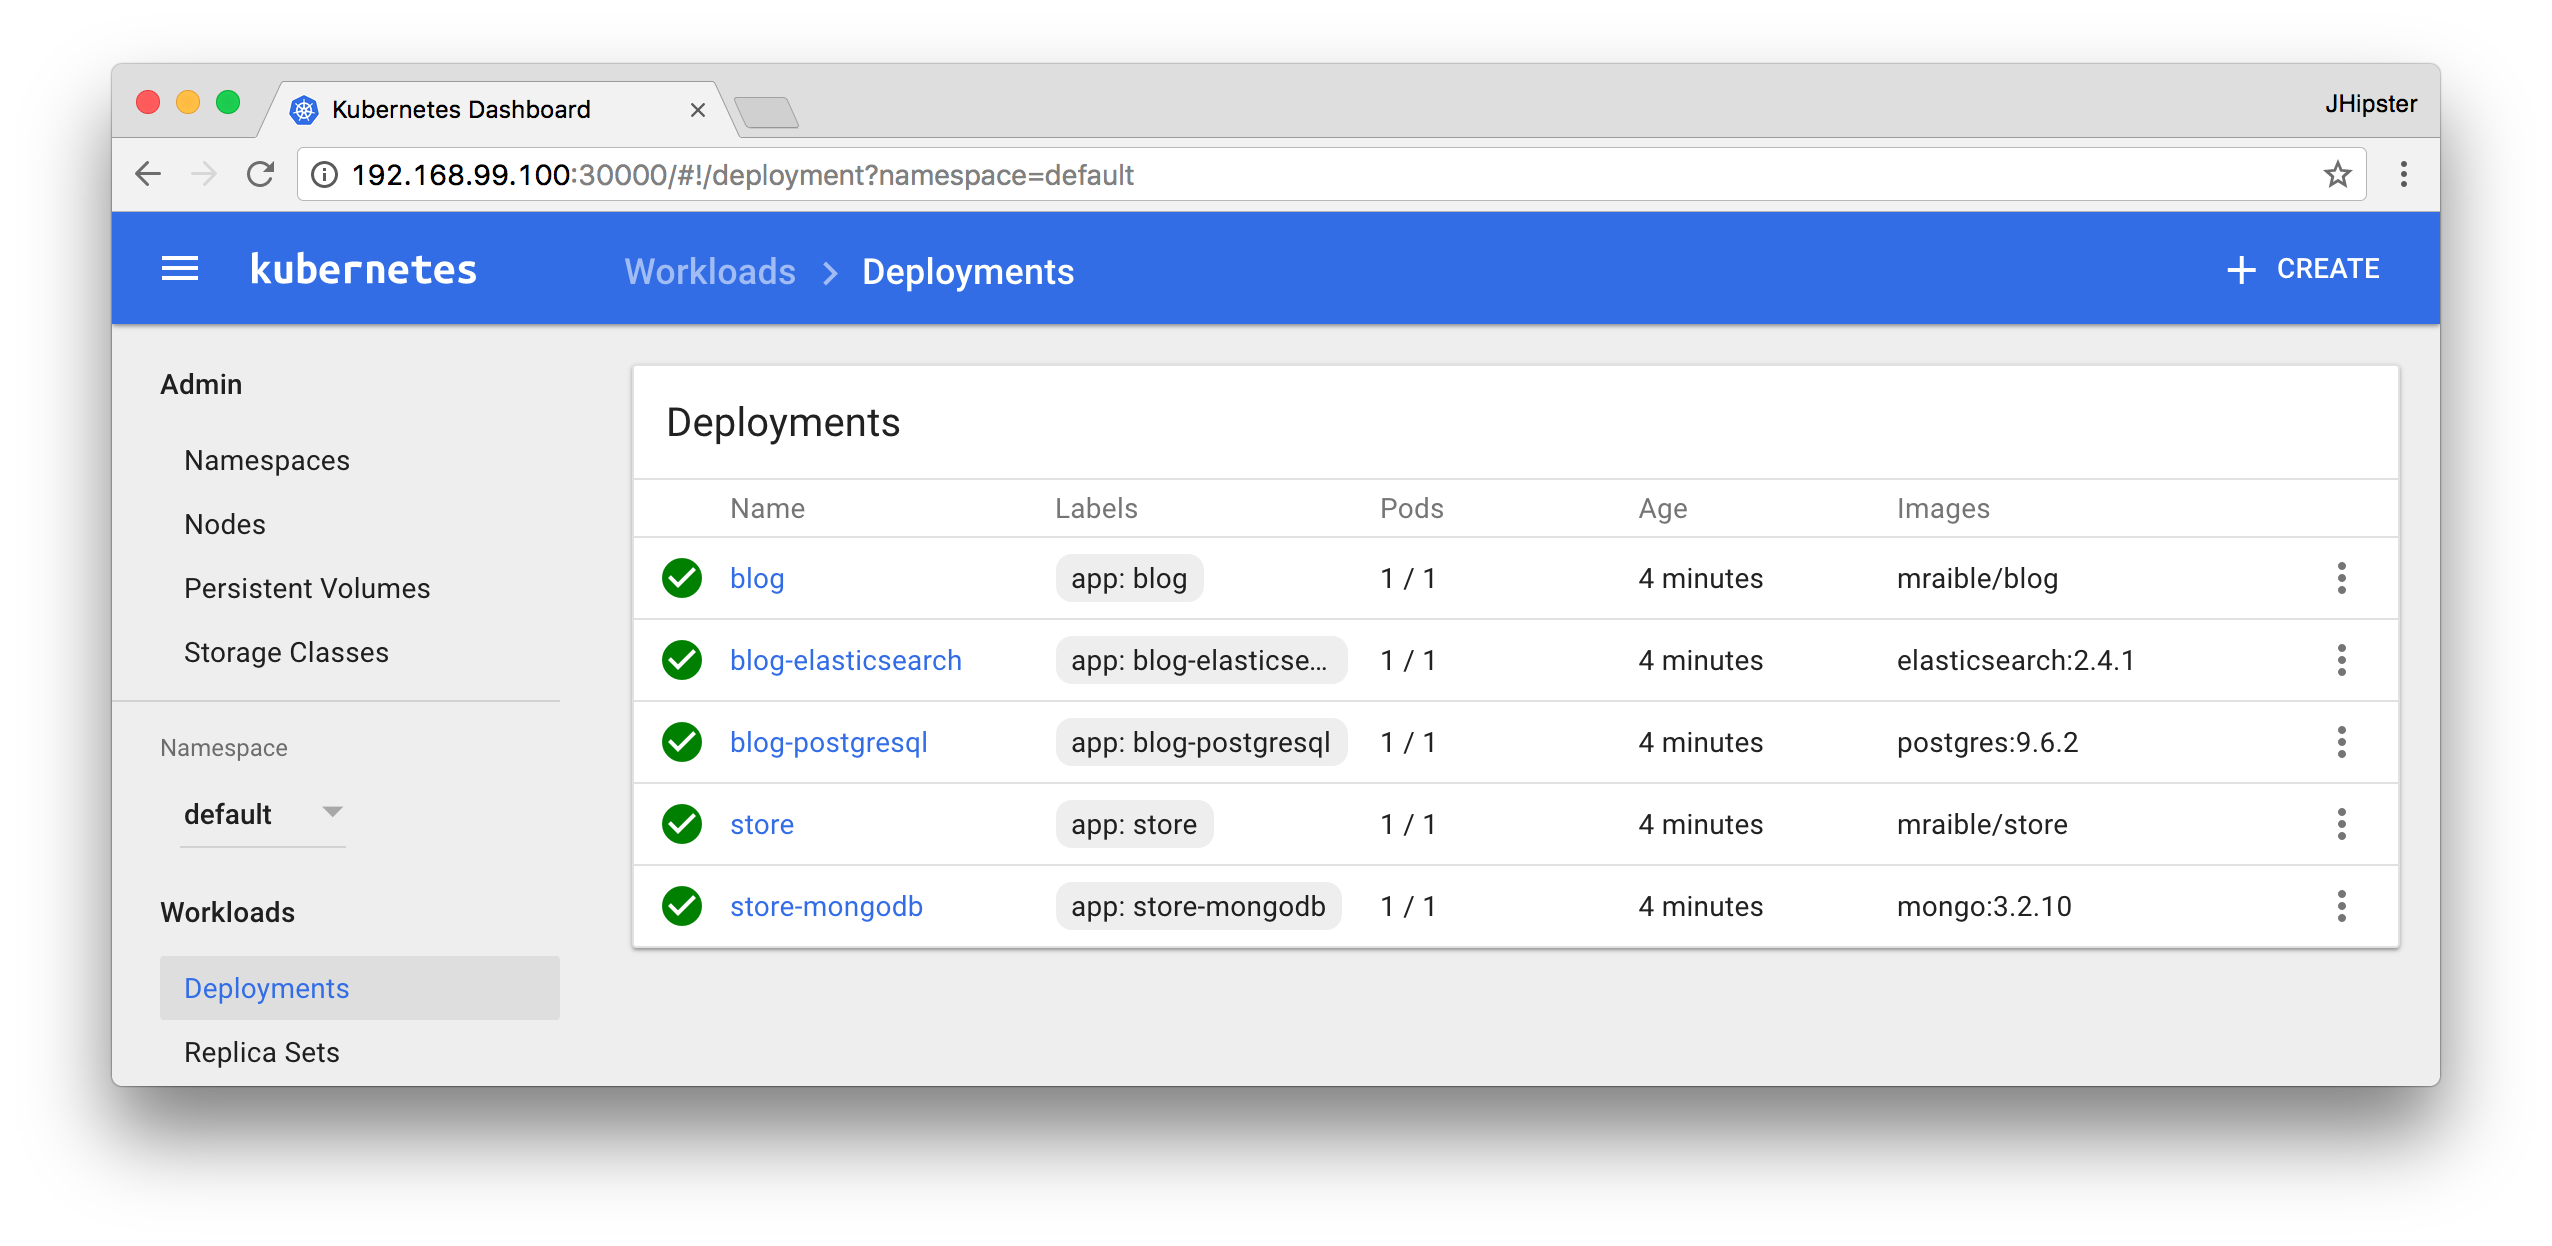 Kubernetes Dashboard
JHipster
192.168.99.100:30000/#!/deployment?namespace=default
kubernetes
Workloads > Deployments
+ CREATE
Admin
Namespaces
Nodes
Persistent Volumes
Storage Classes
Namespace
default
Workloads
Deployments
Replica Sets
Deployments
Name Labels Pods Age Images
blog app: blog 1 / 1 4 minutes mraible/blog
blog-elasticsearch app: blog-elasticse... 1 / 1 4 minutes elasticsearch:2.4.1
blog-postgresql app: blog-postgresql 1 / 1 4 minutes postgres:9.6.2
store app: store 1 / 1 4 minutes mraible/store
store-mongodb app: store-mongodb 1 / 1 4 minutes mongo:3.2.10